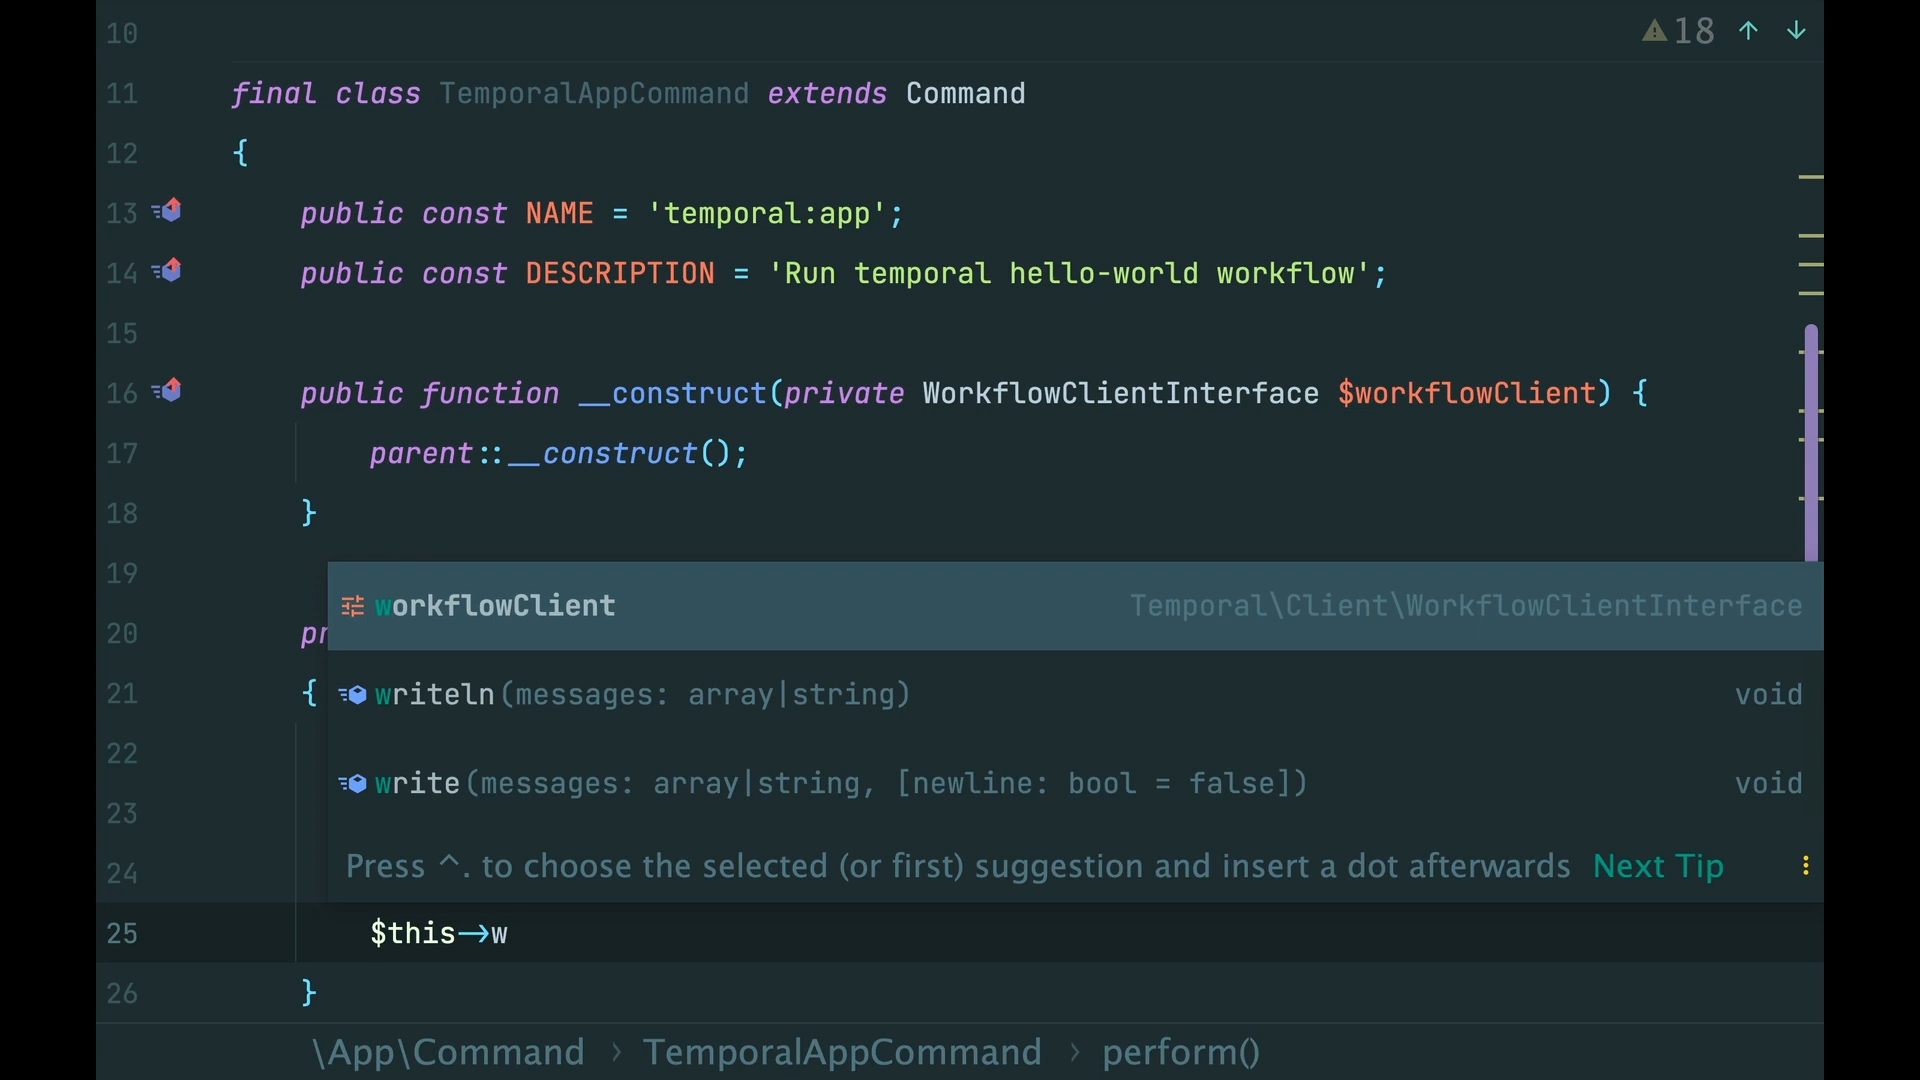 10
18
11 final class TemporalAppCommand extends Command
12 {
13 public const NAME = 'temporal:app';
14 public const DESCRIPTION = 'Run temporal hello-world workflow';
15
16 public function __construct(private WorkflowClientInterface $workflowClient) {
17 parent::__construct();
18 }
19
workflowClient Temporal\Client\WorkflowClientInterface
20 pr
21 {
writeln(messages: array|string) void
22
write(messages: array|string, [newline: bool = false]) void
23
24
Press ^. to choose the selected (or first) suggestion and insert a dot afterwards Next Tip
25 $this->w
26 }
\App\Command › TemporalAppCommand › perform()